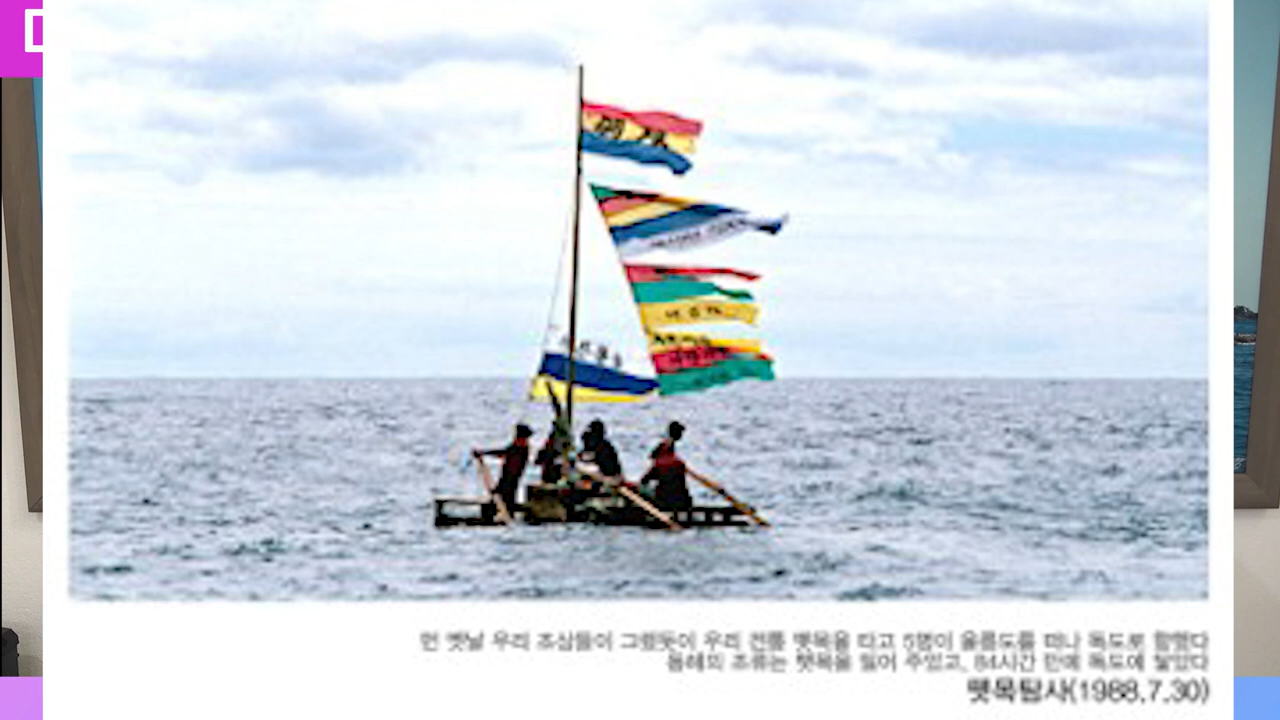 먼 옛날 우리 조상들이 그랬듯이 우리 전통 뗏목을 타고 5명이 울릉도를 떠나 독도로 향했다
동해의 조류는 뗏목을 밀어 주었고, 84시간 만에 독도에 닿았다
뗏목탐사(1988.7.30)